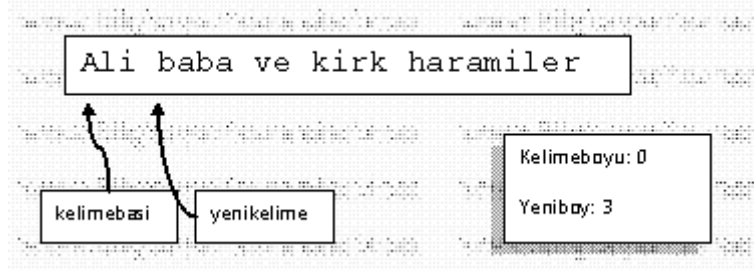 Ali baba ve kirk haramiler
Kelimeboyu: 0
Yeniboy: 3
kelimebasi
yenikelime